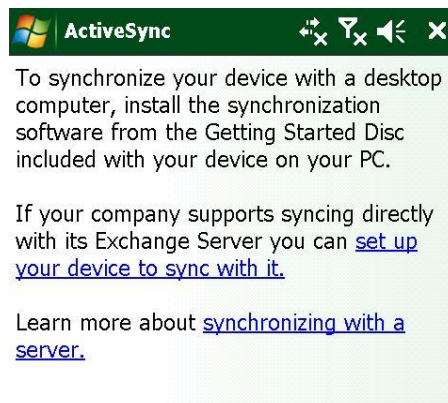 ActiveSync
To synchronize your device with a desktop
computer, install the synchronization
software from the Getting Started Disc
included with your device on your PC.
If your company supports syncing directly
with its Exchange Server you can set up
your device to sync with it.
Learn more about synchronizing with a
server.